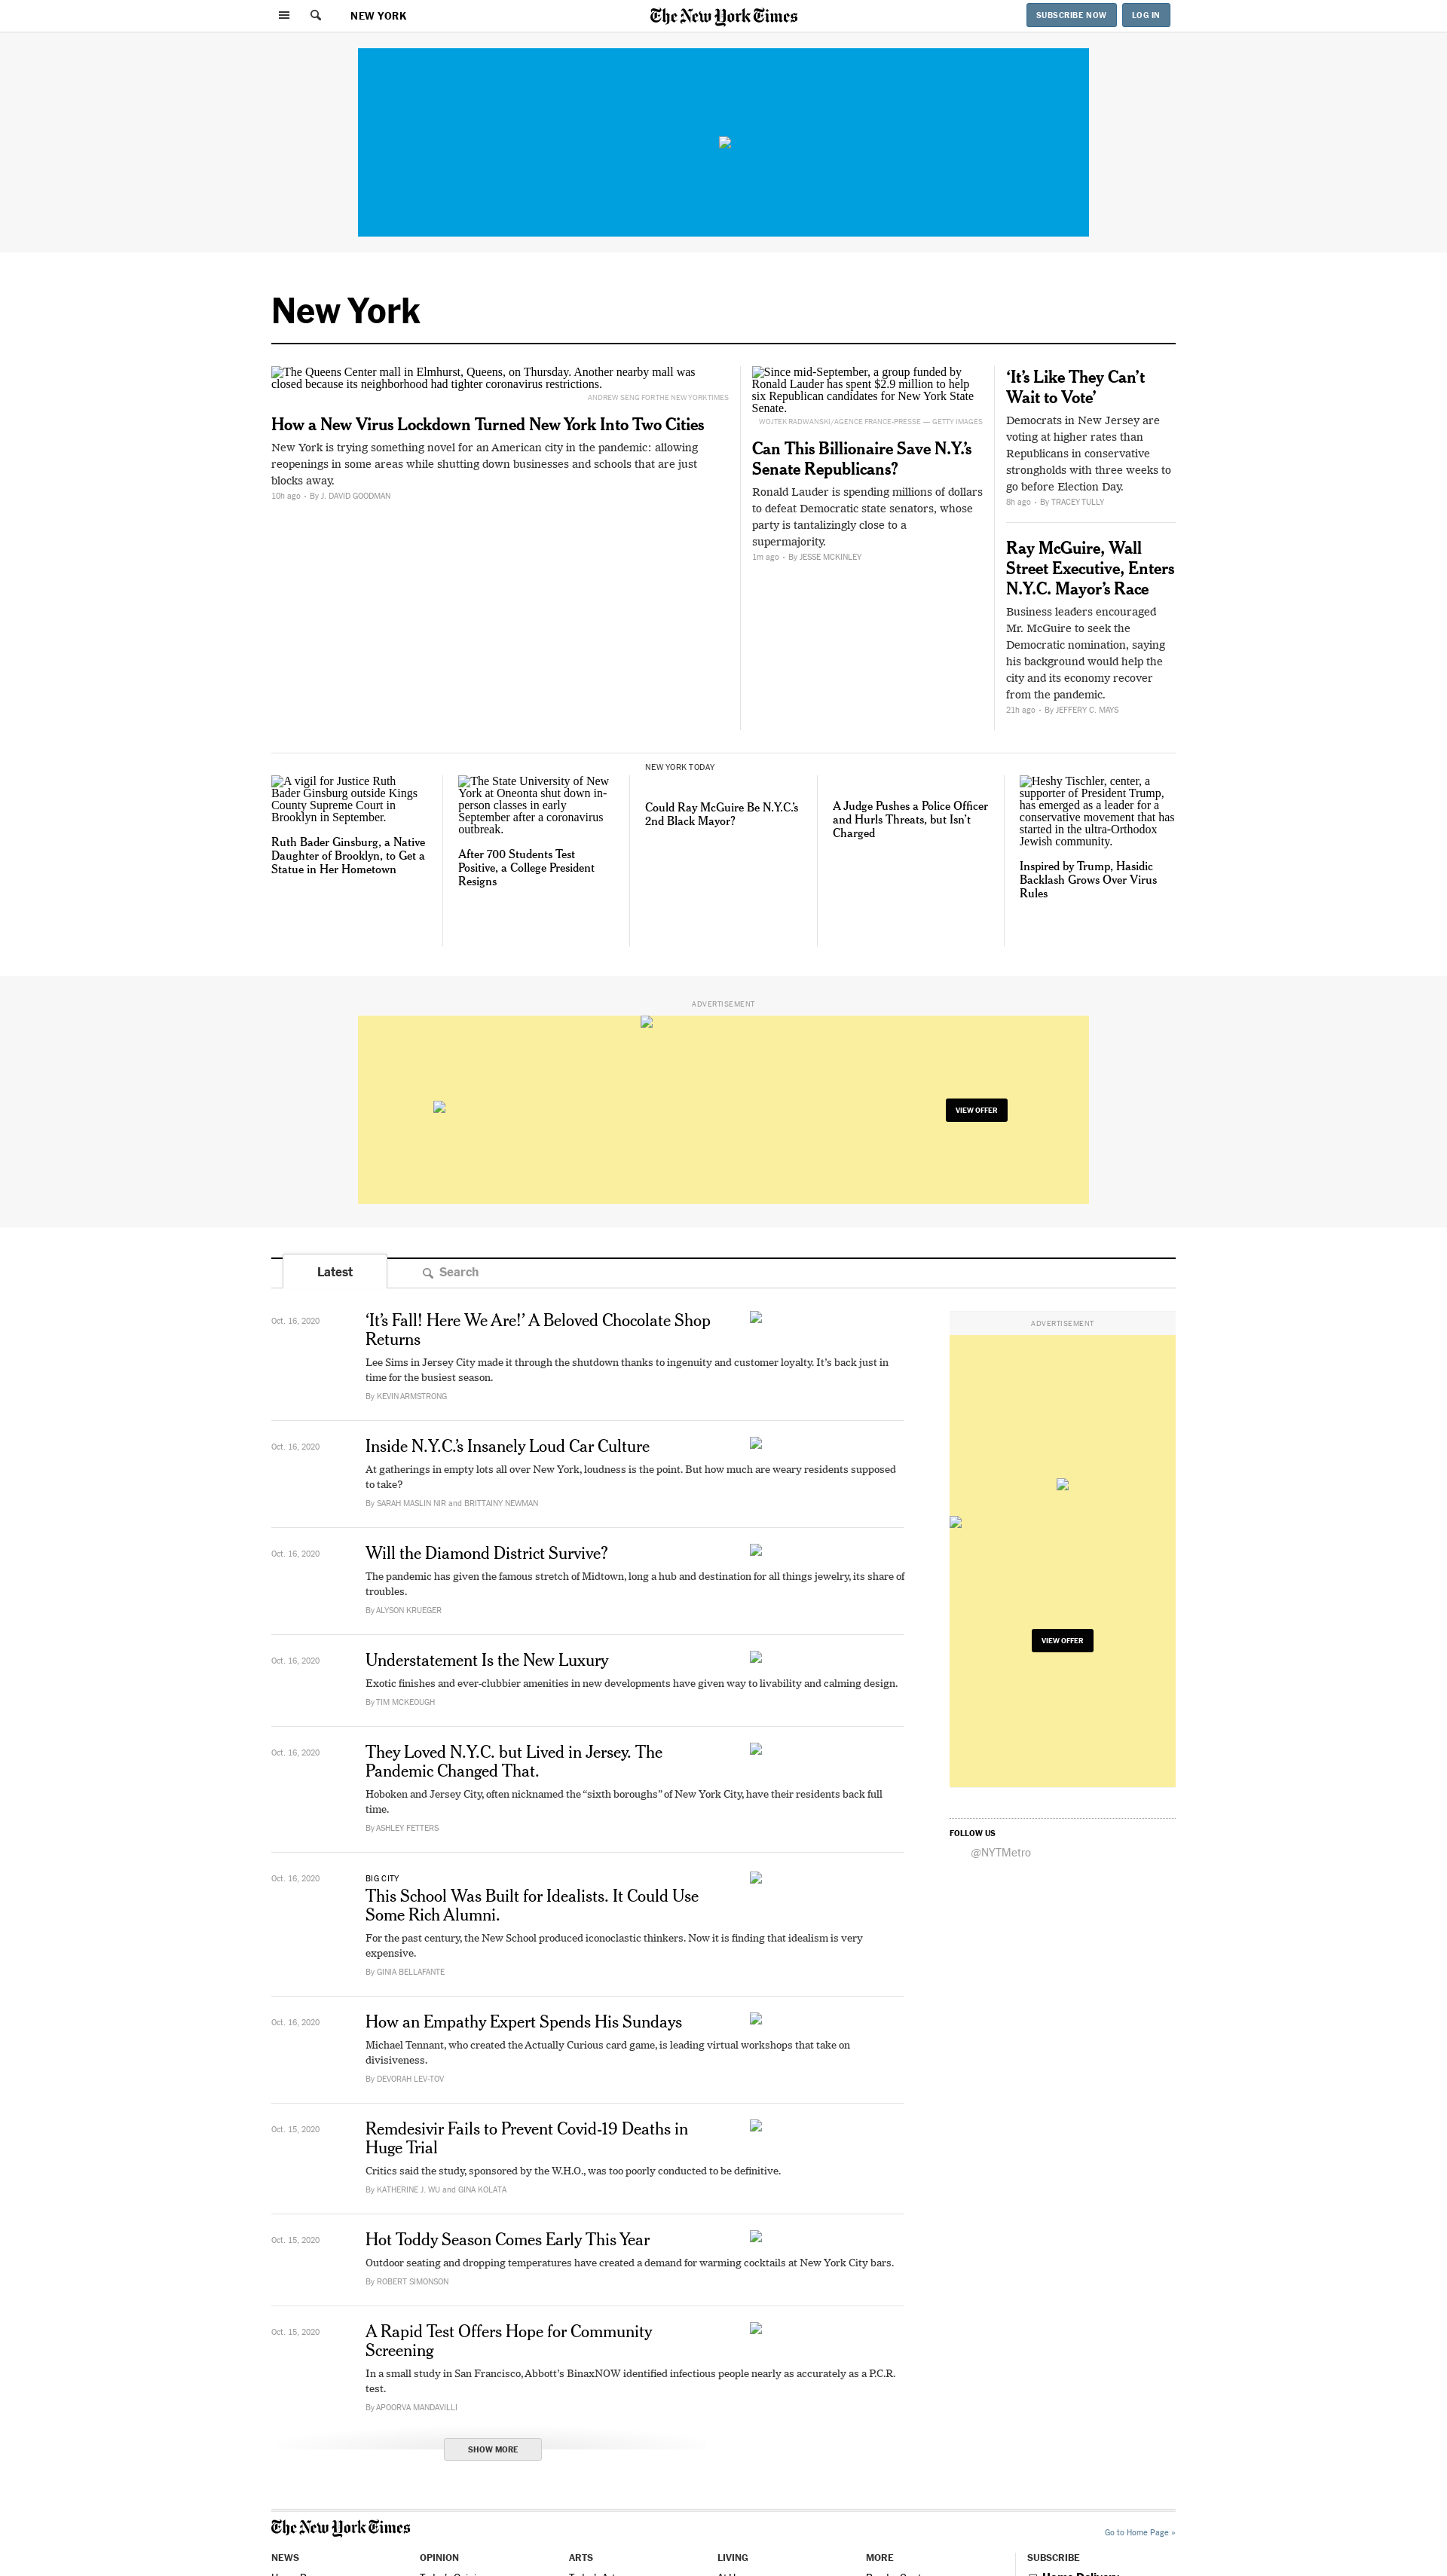 NEW YORK
The New York Times
SUBSCRIBE NOW
LOG IN
New York
The Queens Center mall in Elmhurst, Queens, on Thursday. Another nearby mall was
closed because its neighborhood had tighter coronavirus restrictions.
ANDREW SENG FOR THE NEW YORK TIMES
How a New Virus Lockdown Turned New York Into Two Cities
New York is trying something novel for an American city in the pandemic: allowing
reopenings in some areas while shutting down businesses and schools that are just
blocks away.
10h ago • By J. DAVID GOODMAN
Since mid-September, a group funded by
Ronald Lauder has spent $2.9 million to help
six Republican candidates for New York State
Senate.
WOJTEK RADWANSKI/AGENCE FRANCE-PRESSE — GETTY IMAGES
Can This Billionaire Save N.Y.’s
Senate Republicans?
Ronald Lauder is spending millions of dollars
to defeat Democratic state senators, whose
party is tantalizingly close to a
supermajority.
1m ago • By JESSE MCKINLEY
‘It’s Like They Can’t
Wait to Vote’
Democrats in New Jersey are
voting at higher rates than
Republicans in conservative
strongholds with three weeks to
go before Election Day.
8h ago • By TRACEY TULLY
Ray McGuire, Wall
Street Executive, Enters
N.Y.C. Mayor’s Race
Business leaders encouraged
Mr. McGuire to seek the
Democratic nomination, saying
his background would help the
city and its economy recover
from the pandemic.
21h ago • By JEFFERY C. MAYS
A vigil for Justice Ruth
Bader Ginsburg outside Kings
County Supreme Court in
Brooklyn in September.
Ruth Bader Ginsburg, a Native
Daughter of Brooklyn, to Get a
Statue in Her Hometown
The State University of New
York at Oneonta shut down in-
person classes in early
September after a coronavirus
outbreak.
After 700 Students Test
Positive, a College President
Resigns
NEW YORK TODAY
Could Ray McGuire Be N.Y.C.’s
2nd Black Mayor?
A Judge Pushes a Police Officer
and Hurls Threats, but Isn’t
Charged
Heshy Tischler, center, a
supporter of President Trump,
has emerged as a leader for a
conservative movement that has
started in the ultra-Orthodox
Jewish community.
Inspired by Trump, Hasidic
Backlash Grows Over Virus
Rules
ADVERTISEMENT
VIEW OFFER
Latest
Search
Oct. 16, 2020
‘It’s Fall! Here We Are!’ A Beloved Chocolate Shop
Returns
Lee Sims in Jersey City made it through the shutdown thanks to ingenuity and customer loyalty. It’s back just in
time for the busiest season.
By KEVIN ARMSTRONG
Oct. 16, 2020
Inside N.Y.C.’s Insanely Loud Car Culture
At gatherings in empty lots all over New York, loudness is the point. But how much are weary residents supposed
to take?
By SARAH MASLIN NIR and BRITTAINY NEWMAN
Oct. 16, 2020
Will the Diamond District Survive?
The pandemic has given the famous stretch of Midtown, long a hub and destination for all things jewelry, its share of
troubles.
By ALYSON KRUEGER
Oct. 16, 2020
Understatement Is the New Luxury
Exotic finishes and ever-clubbier amenities in new developments have given way to livability and calming design.
By TIM MCKEOUGH
Oct. 16, 2020
They Loved N.Y.C. but Lived in Jersey. The
Pandemic Changed That.
Hoboken and Jersey City, often nicknamed the “sixth boroughs” of New York City, have their residents back full
time.
By ASHLEY FETTERS
Oct. 16, 2020
BIG CITY
This School Was Built for Idealists. It Could Use
Some Rich Alumni.
For the past century, the New School produced iconoclastic thinkers. Now it is finding that idealism is very
expensive.
By GINIA BELLAFANTE
Oct. 16, 2020
How an Empathy Expert Spends His Sundays
Michael Tennant, who created the Actually Curious card game, is leading virtual workshops that take on
divisiveness.
By DEVORAH LEV-TOV
Oct. 15, 2020
Remdesivir Fails to Prevent Covid-19 Deaths in
Huge Trial
Critics said the study, sponsored by the W.H.O., was too poorly conducted to be definitive.
By KATHERINE J. WU and GINA KOLATA
Oct. 15, 2020
Hot Toddy Season Comes Early This Year
Outdoor seating and dropping temperatures have created a demand for warming cocktails at New York City bars.
By ROBERT SIMONSON
Oct. 15, 2020
A Rapid Test Offers Hope for Community
Screening
In a small study in San Francisco, Abbott’s BinaxNOW identified infectious people nearly as accurately as a P.C.R.
test.
By APOORVA MANDAVILLI
SHOW MORE
ADVERTISEMENT
VIEW OFFER
FOLLOW US
@NYTMetro
The New York Times
Go to Home Page »
NEWS
OPINION
ARTS
LIVING
MORE
SUBSCRIBE